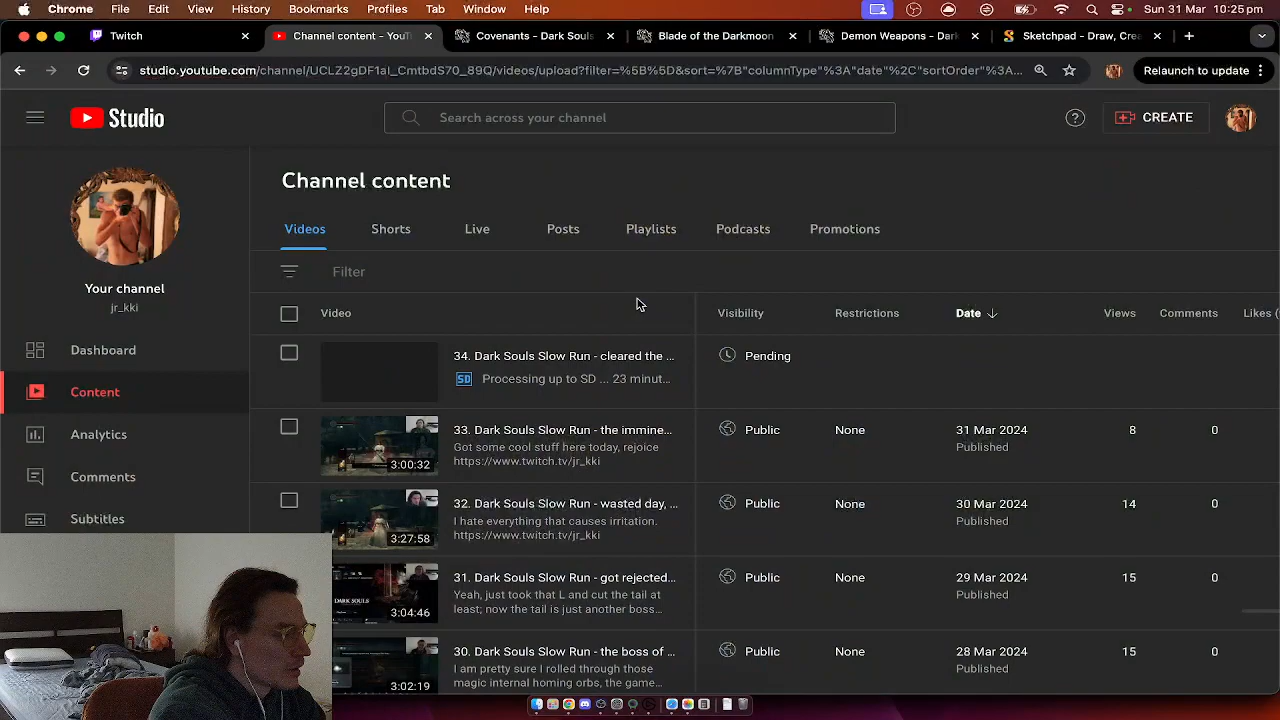 Chrome File Edit View History Bookmarks Profiles Tab Window Help Sun 31 Mar 10:25 pm
Twitch
Channel content - YouT
Covenants - Dark Souls
Blade of the Darkmoon
Demon Weapons - Dark
Sketchpad - Draw, Crea
studio.youtube.com/channel/UCLZ2gDF1aI_CmtbdS70_89Q/videos/upload?filter=%5B%5D&sort=%7B"columnType"%3A"date"%2C"sortOrder"%3A...
Relaunch to update
Studio
Search across your channel
CREATE
Your channel
jr_kki
Dashboard
Content
Analytics
Comments
Subtitles
Channel content
Videos Shorts Live Posts Playlists Podcasts Promotions
Filter
Video Visibility Restrictions Date Views Comments Likes (
34. Dark Souls Slow Run - cleared the ...
SD Processing up to SD ... 23 minut...
Pending
3:00:32
33. Dark Souls Slow Run - the immine...
Got some cool stuff here today, rejoice
https://www.twitch.tv/jr_kki
Public None 31 Mar 2024 8 0
Published
3:27:58
32. Dark Souls Slow Run - wasted day, ...
I hate everything that causes irritation.
https://www.twitch.tv/jr_kki
Public None 30 Mar 2024 14 0
Published
DARK SOULS
3:04:46
31. Dark Souls Slow Run - got rejected...
Yeah, just took that L and cut the tail at
least; now the tail is just another boss...
Public None 29 Mar 2024 15 0
Published
3:02:19
30. Dark Souls Slow Run - the boss of ...
I am pretty sure I rolled through those
magic internal homing orbs, the game...
Public None 28 Mar 2024 15 0
Published